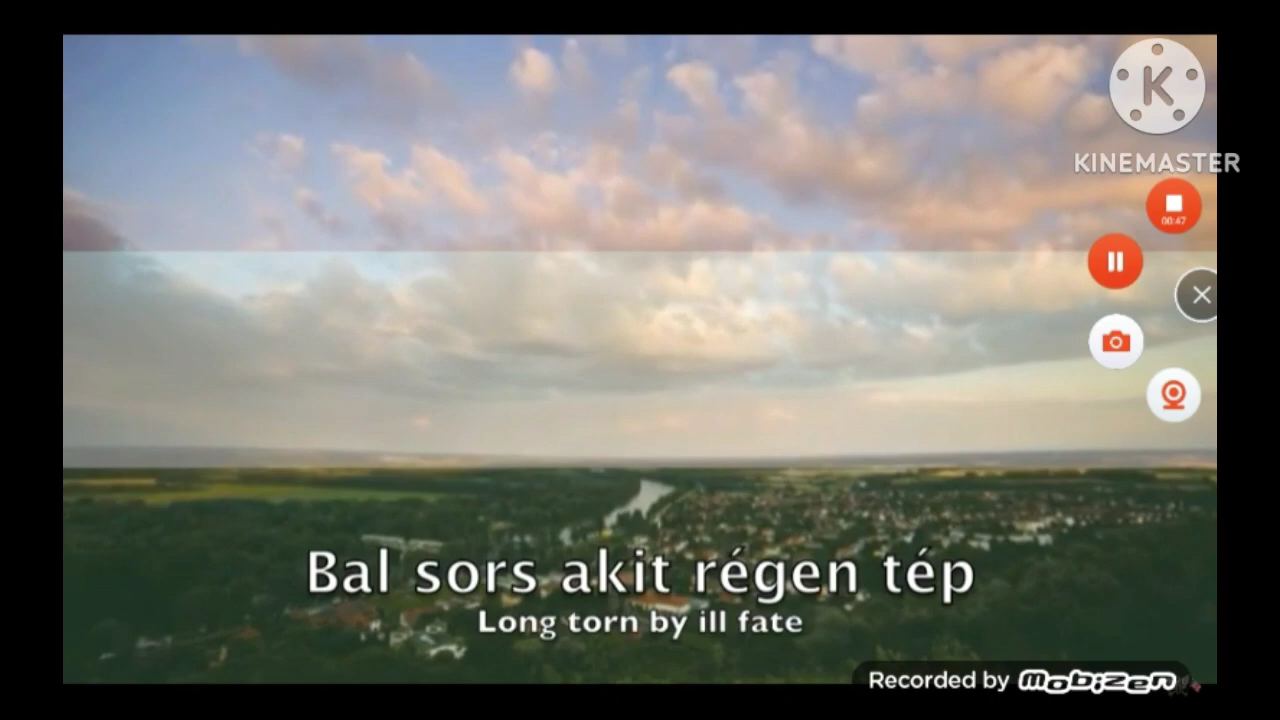 K
KINEMASTER
00:47
Bal sors akit régen tép
Long torn by ill fate
Recorded by mobizen